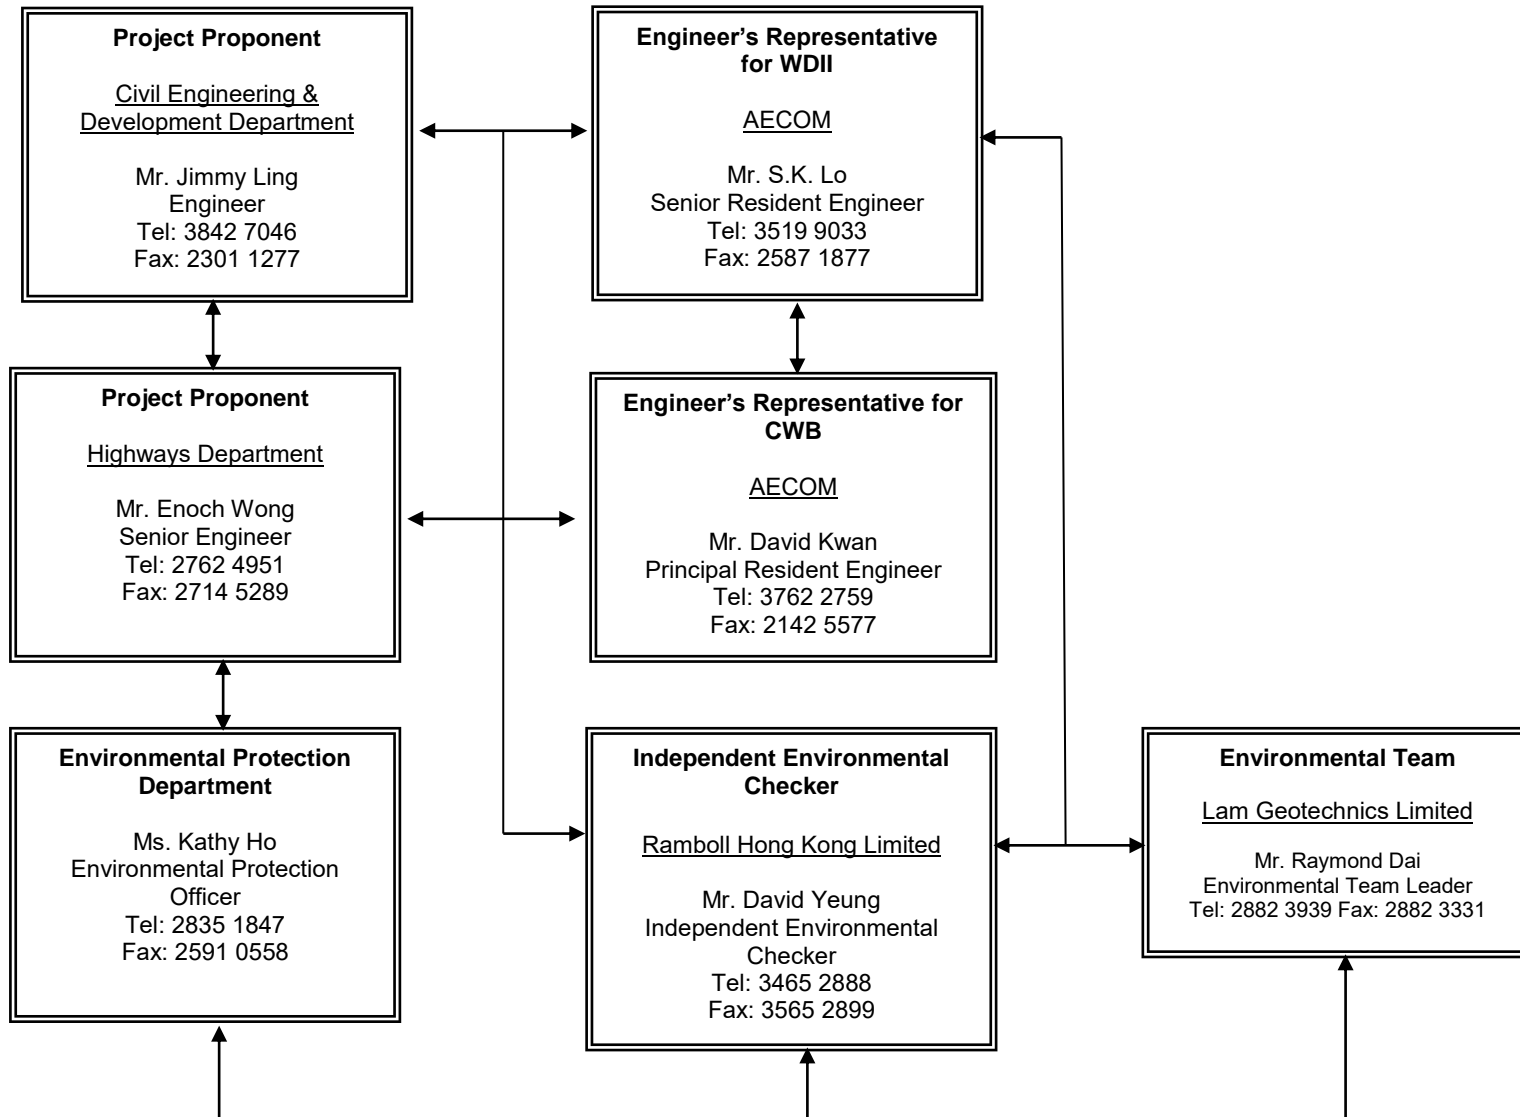 Project Proponent
Civil Engineering &
Development Department
Mr. Jimmy Ling
Engineer
Tel: 3842 7046
Fax: 2301 1277
Engineer’s Representative
for WDII
AECOM
Mr. S.K. Lo
Senior Resident Engineer
Tel: 3519 9033
Fax: 2587 1877
Project Proponent
Highways Department
Mr. Enoch Wong
Senior Engineer
Tel: 2762 4951
Fax: 2714 5289
Engineer’s Representative for
CWB
AECOM
Mr. David Kwan
Principal Resident Engineer
Tel: 3762 2759
Fax: 2142 5577
Environmental Protection
Department
Ms. Kathy Ho
Environmental Protection
Officer
Tel: 2835 1847
Fax: 2591 0558
Independent Environmental
Checker
Ramboll Hong Kong Limited
Mr. David Yeung
Independent Environmental
Checker
Tel: 3465 2888
Fax: 3565 2899
Environmental Team
Lam Geotechnics Limited
Mr. Raymond Dai
Environmental Team Leader
Tel: 2882 3939 Fax: 2882 3331